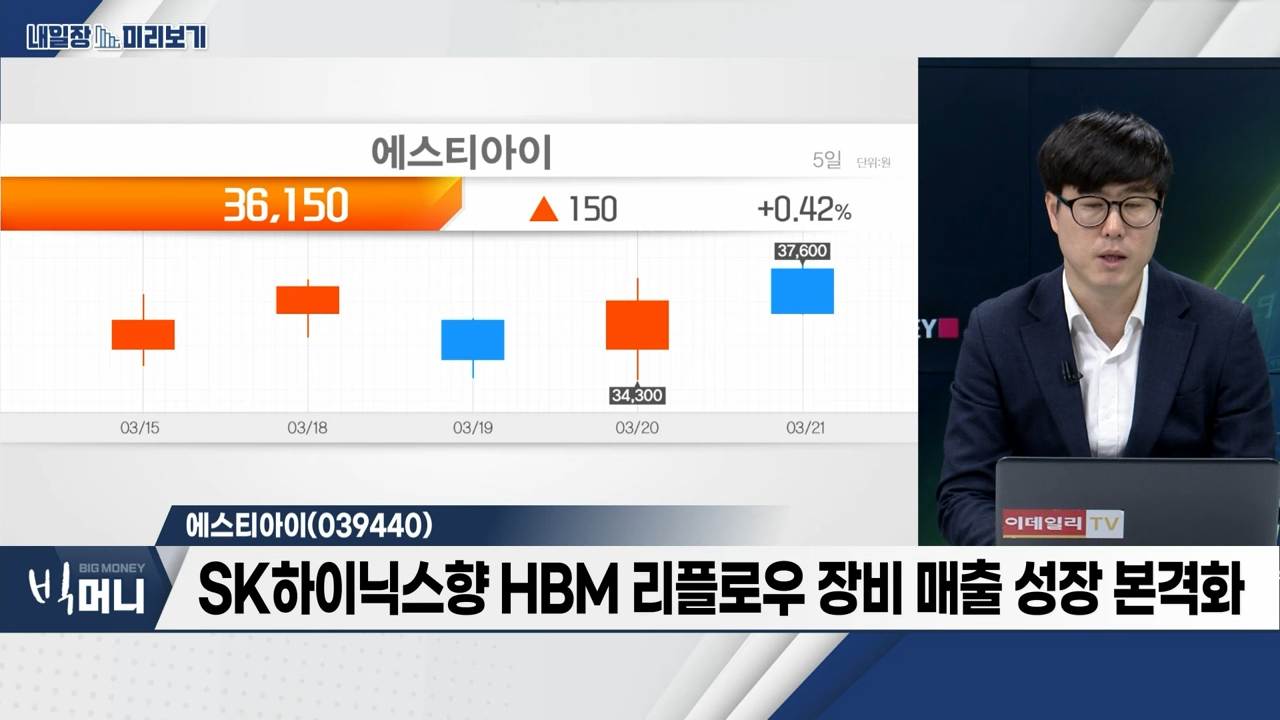 내일장 미리보기
에스티아이
5일 단위:원
36,150 ▲ 150 +0.42%
37,600
34,300
03/15 03/18 03/19 03/20 03/21
EY
이데일리 TV
에스티아이(039440)
BIG MONEY
빅머니
SK하이닉스향 HBM 리플로우 장비 매출 성장 본격화